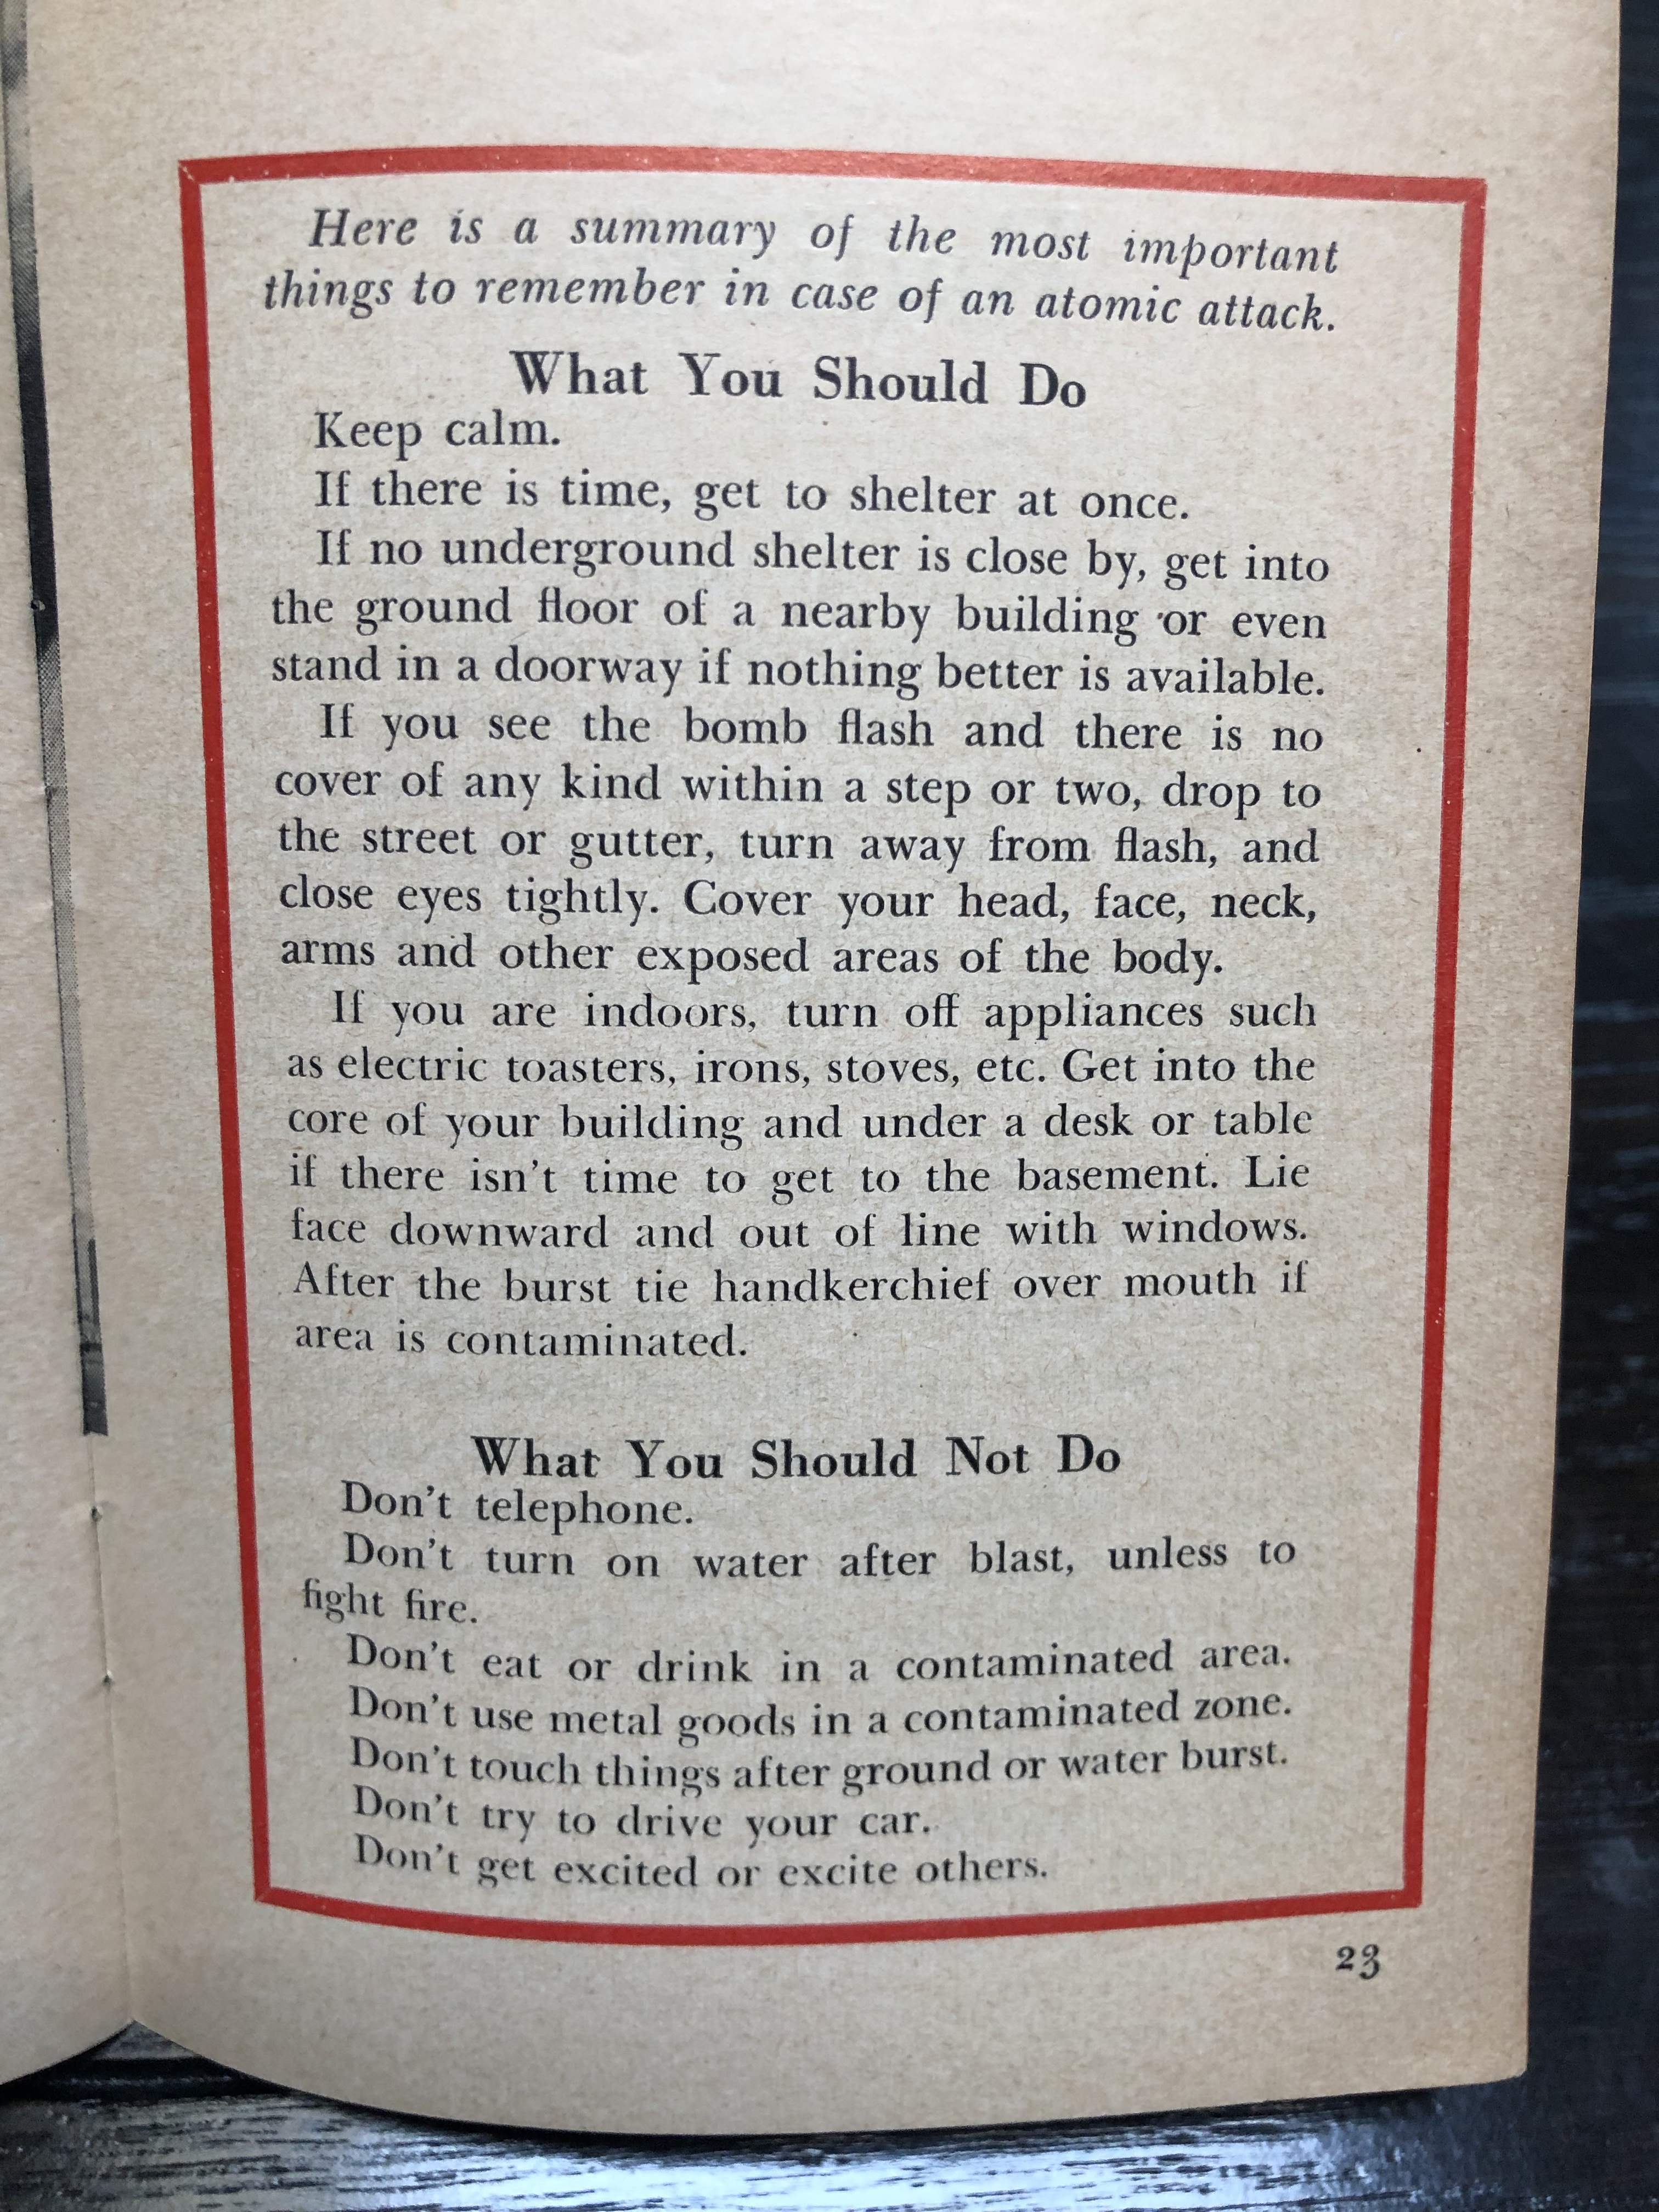 Here is a summary of the most important
things to remember in case of an atomic attack.
What You Should Do
Keep calm.
If there is time, get to shelter at once.
If no underground shelter is close by, get into
the ground floor of a nearby building or even
stand in a doorway if nothing better is available.
If you see the bomb flash and there is no
cover of any kind within a step or two, drop to
the street or gutter, turn away from flash, and
close eyes tightly. Cover your head, face, neck,
arms and other exposed areas of the body.
If you are indoors, turn off appliances such
as electric toasters, irons, stoves, etc. Get into the
core of your building and under a desk or table
if there isn't time to get to the basement. Lie
face downward and out of line with windows.
After the burst tie handkerchief over mouth if
area is contaminated.
What You Should Not Do
Don't telephone.
Don't turn on water after blast, unless to
fight fire.
Don't eat or drink in a contaminated area.
Don't use metal goods in a contaminated zone.
Don't touch things after ground or water burst.
Don't try to drive your car.
Don't get excited or excite others.
23